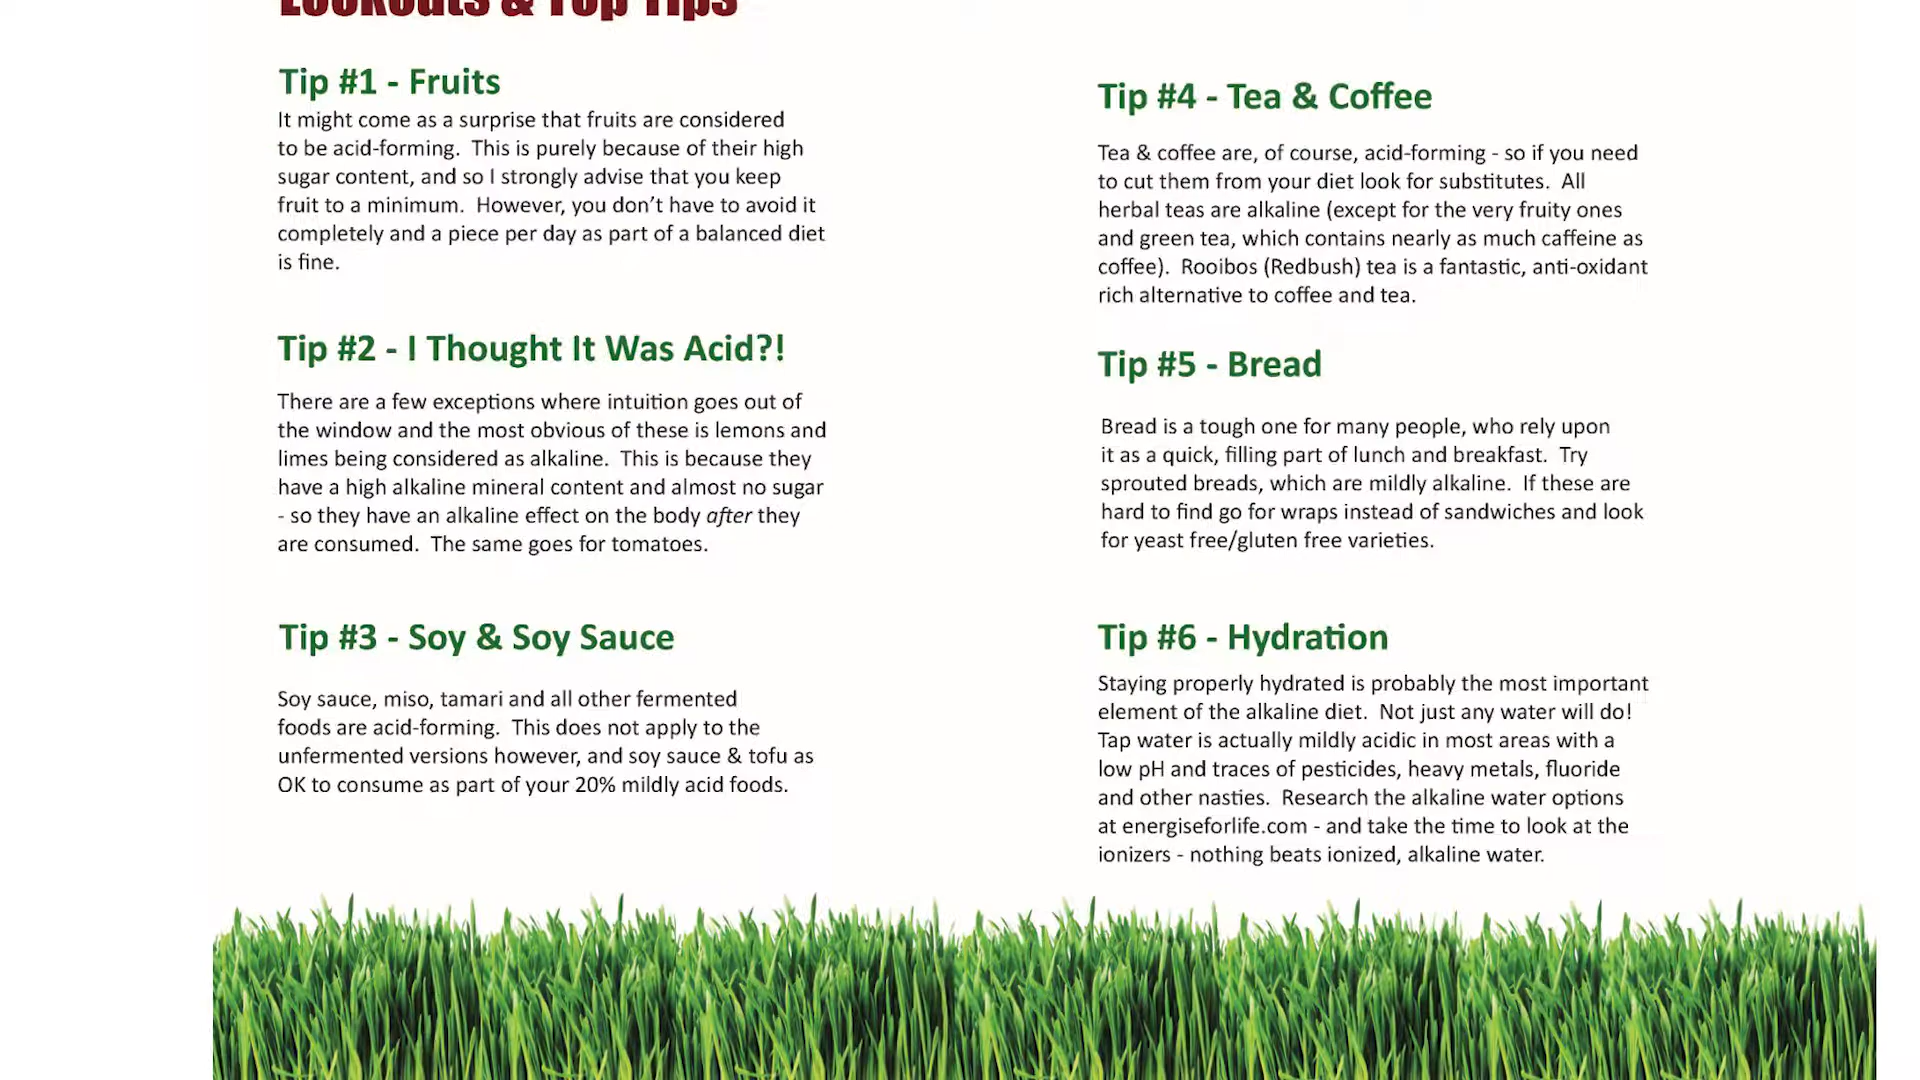 Lookouts & Top Tips
Tip #1 - Fruits
It might come as a surprise that fruits are considered
to be acid-forming.  This is purely because of their high
sugar content, and so I strongly advise that you keep
fruit to a minimum.  However, you don’t have to avoid it
completely and a piece per day as part of a balanced diet
is fine.
Tip #2 - I Thought It Was Acid?!
There are a few exceptions where intuition goes out of
the window and the most obvious of these is lemons and
limes being considered as alkaline.  This is because they
have a high alkaline mineral content and almost no sugar
- so they have an alkaline effect on the body after they
are consumed.  The same goes for tomatoes.
Tip #3 - Soy & Soy Sauce
Soy sauce, miso, tamari and all other fermented
foods are acid-forming.  This does not apply to the
unfermented versions however, and soy sauce & tofu as
OK to consume as part of your 20% mildly acid foods.
Tip #4 - Tea & Coffee
Tea & coffee are, of course, acid-forming - so if you need
to cut them from your diet look for substitutes.  All
herbal teas are alkaline (except for the very fruity ones
and green tea, which contains nearly as much caffeine as
coffee).  Rooibos (Redbush) tea is a fantastic, anti-oxidant
rich alternative to coffee and tea.
Tip #5 - Bread
Bread is a tough one for many people, who rely upon
it as a quick, filling part of lunch and breakfast.  Try
sprouted breads, which are mildly alkaline.  If these are
hard to find go for wraps instead of sandwiches and look
for yeast free/gluten free varieties.
Tip #6 - Hydration
Staying properly hydrated is probably the most important
element of the alkaline diet.  Not just any water will do!
Tap water is actually mildly acidic in most areas with a
low pH and traces of pesticides, heavy metals, fluoride
and other nasties.  Research the alkaline water options
at energiseforlife.com - and take the time to look at the
ionizers - nothing beats ionized, alkaline water.